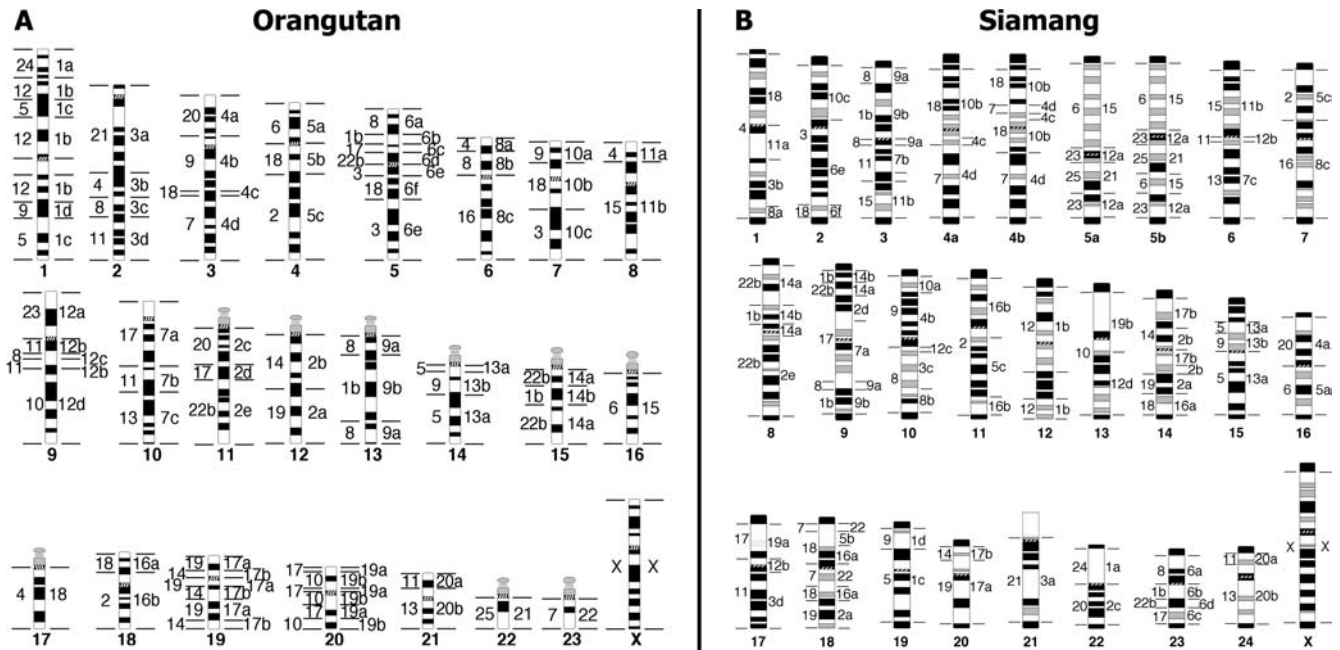 A Orangutan
24 1a
12 1b
5 1c
12 1b
12 1b
9 1d
5 1c
1
21 3a
4 3b
8 3c
11 3d
2
20 4a
9 4b
18 4c
7 4d
3
6 5a
18 5b
2 5c
4
8 6a
1b 6b
17 6c
22b 6d
3 6e
18 6f
3 6e
5
4 8a
8 8b
16 8c
6
9 10a
18 10b
3 10c
7
4 11a
15 11b
8
23 12a
11 12b
8 12c
11 12b
10 12d
9
17 7a
11 7b
13 7c
10
20 2c
17 2d
22b 2e
11
14 2b
19 2a
12
8 9a
1b 9b
8 9a
13
5 13a
9 13b
5 13a
14
22b 14a
1b 14b
22b 14a
15
6 15
16
4 18
17
18 16a
2 16b
18
19 17a
14 17b
19 17a
14 17b
19 17a
14 17b
19
17 19a
10 19b
17 19a
10 19b
17 19a
10 19b
20
11 20a
13 20b
21
25 21
22
7 22
23
X X
X
B Siamang
18
4
11a
3b
8a
1
10c
3
6e
18 6f
2
8 9a
1b 9b
8 9a
11 7b
15 11b
3
18 10b
4c
7 4d
4a
18 10b
7 4d
4c
18 10b
7 4d
4b
6 15
23 12a
25 21
23 12a
5a
6 15
23 12a
25 21
6 15
23 12a
5b
15 11b
11 12b
13 7c
6
2 5c
16 8c
7
22b 14a
1b 14b
14a
22b 2e
8
1b 14b
22b 14a
2d
17 7a
8 9a
1b 9b
9
10a
9 4b
12c
8 3c
8b
10
16b
2 5c
16b
11
12 1b
12 1b
12
19b
10
12d
13
17b
14 2b
17b
2b
19 2a
18 16a
14
5 13a
9 13b
5 13a
15
20 4a
6 5a
16
17 19a
12b
11 3d
17
7 22
5b
18 16a
7 22
18 16a
19 2a
18
9 1d
5 1c
19
14 17b
19 17a
20
21 3a
21
24 1a
20 2c
22
8 6a
1b 6b
22b 6d
17 6c
23
11 20a
13 20b
24
X X
X